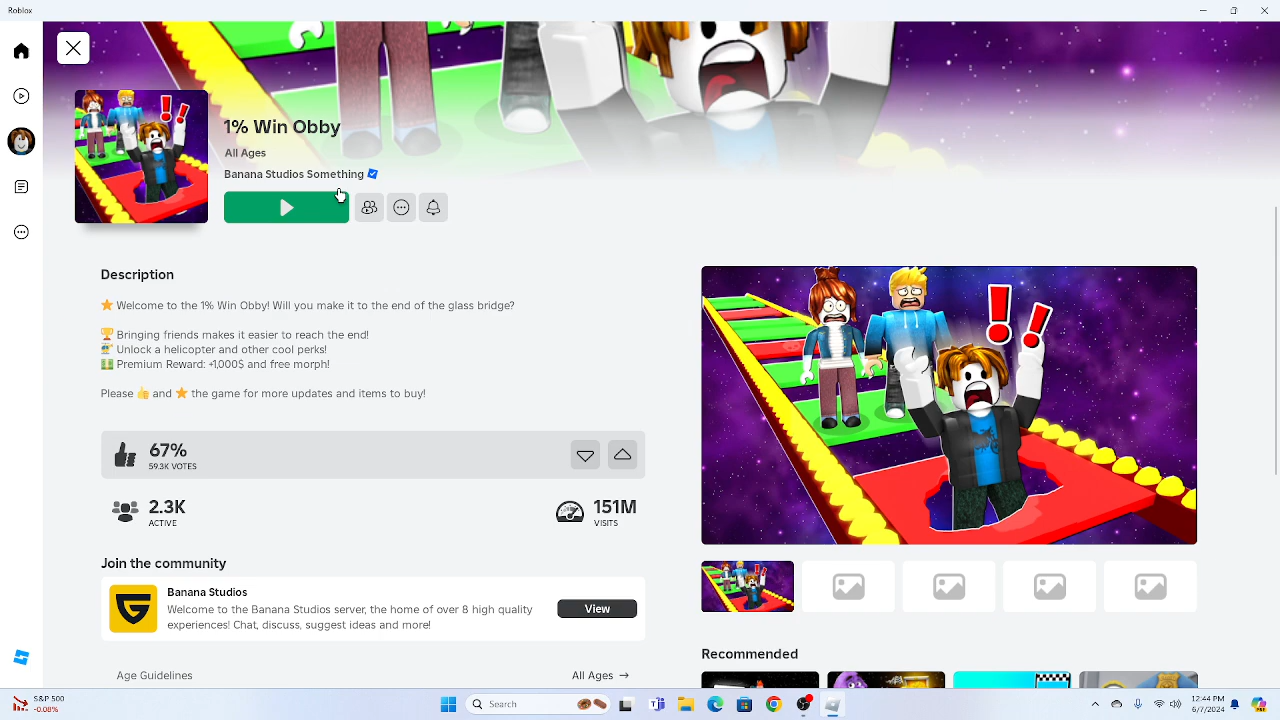 Roblox
1% Win Obby
All Ages
Banana Studios Something
Description
⭐ Welcome to the 1% Win Obby! Will you make it to the end of the glass bridge?
🏆 Bringing friends makes it easier to reach the end!
Unlock a helicopter and other cool perks!
💵 Premium Reward: +1,000$ and free morph!
Please 👍 and ⭐ the game for more updates and items to buy!
67%
59.3K VOTES
2.3K
ACTIVE
151M
VISITS
Join the community
Banana Studios
Welcome to the Banana Studios server, the home of over 8 high quality
experiences! Chat, discuss, suggest ideas and more!
View
Age Guidelines
All Ages →
Recommended
S&P 500
-0.08%
Search
12:44 PM
6/7/2024